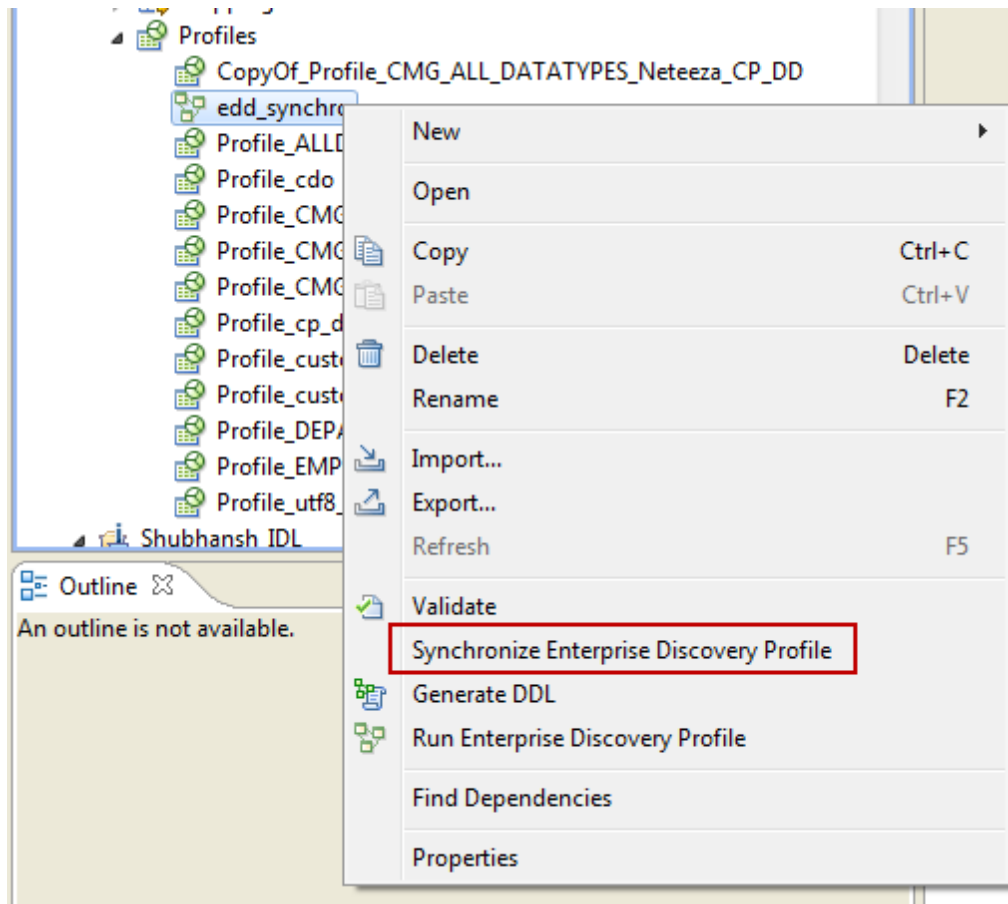 Profiles
CopyOf_Profile_CMG_ALL_DATATYPES_Neteeza_CP_DD
edd_synchro
Profile_ALLD
Profile_cdo
Profile_CMG
Profile_CMG
Profile_CMG
Profile_cp_d
Profile_custo
Profile_custo
Profile_DEPA
Profile_EMP
Profile_utf8_
Shubhansh_IDL
Outline
An outline is not available.
New
Open
Copy Ctrl+C
Paste Ctrl+V
Delete Delete
Rename F2
Import...
Export...
Refresh F5
Validate
Synchronize Enterprise Discovery Profile
Generate DDL
Run Enterprise Discovery Profile
Find Dependencies
Properties